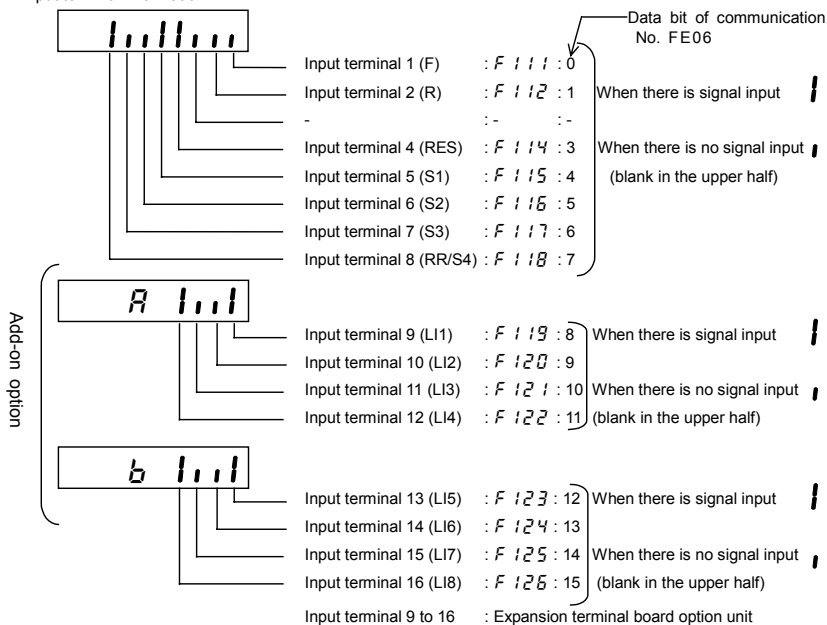 Data bit of communication
No. FE06
Input terminal 1 (F) : F111 : 0
Input terminal 2 (R) : F112 : 1 When there is signal input
- : - : -
Input terminal 4 (RES) : F114 : 3 When there is no signal input
Input terminal 5 (S1) : F115 : 4 (blank in the upper half)
Input terminal 6 (S2) : F116 : 5
Input terminal 7 (S3) : F117 : 6
Input terminal 8 (RR/S4) : F118 : 7
Add-on option
A
Input terminal 9 (LI1) : F119 : 8 When there is signal input
Input terminal 10 (LI2) : F120 : 9
Input terminal 11 (LI3) : F121 : 10 When there is no signal input
Input terminal 12 (LI4) : F122 : 11 (blank in the upper half)
b
Input terminal 13 (LI5) : F123 : 12 When there is signal input
Input terminal 14 (LI6) : F124 : 13
Input terminal 15 (LI7) : F125 : 14 When there is no signal input
Input terminal 16 (LI8) : F126 : 15 (blank in the upper half)
Input terminal 9 to 16 : Expansion terminal board option unit